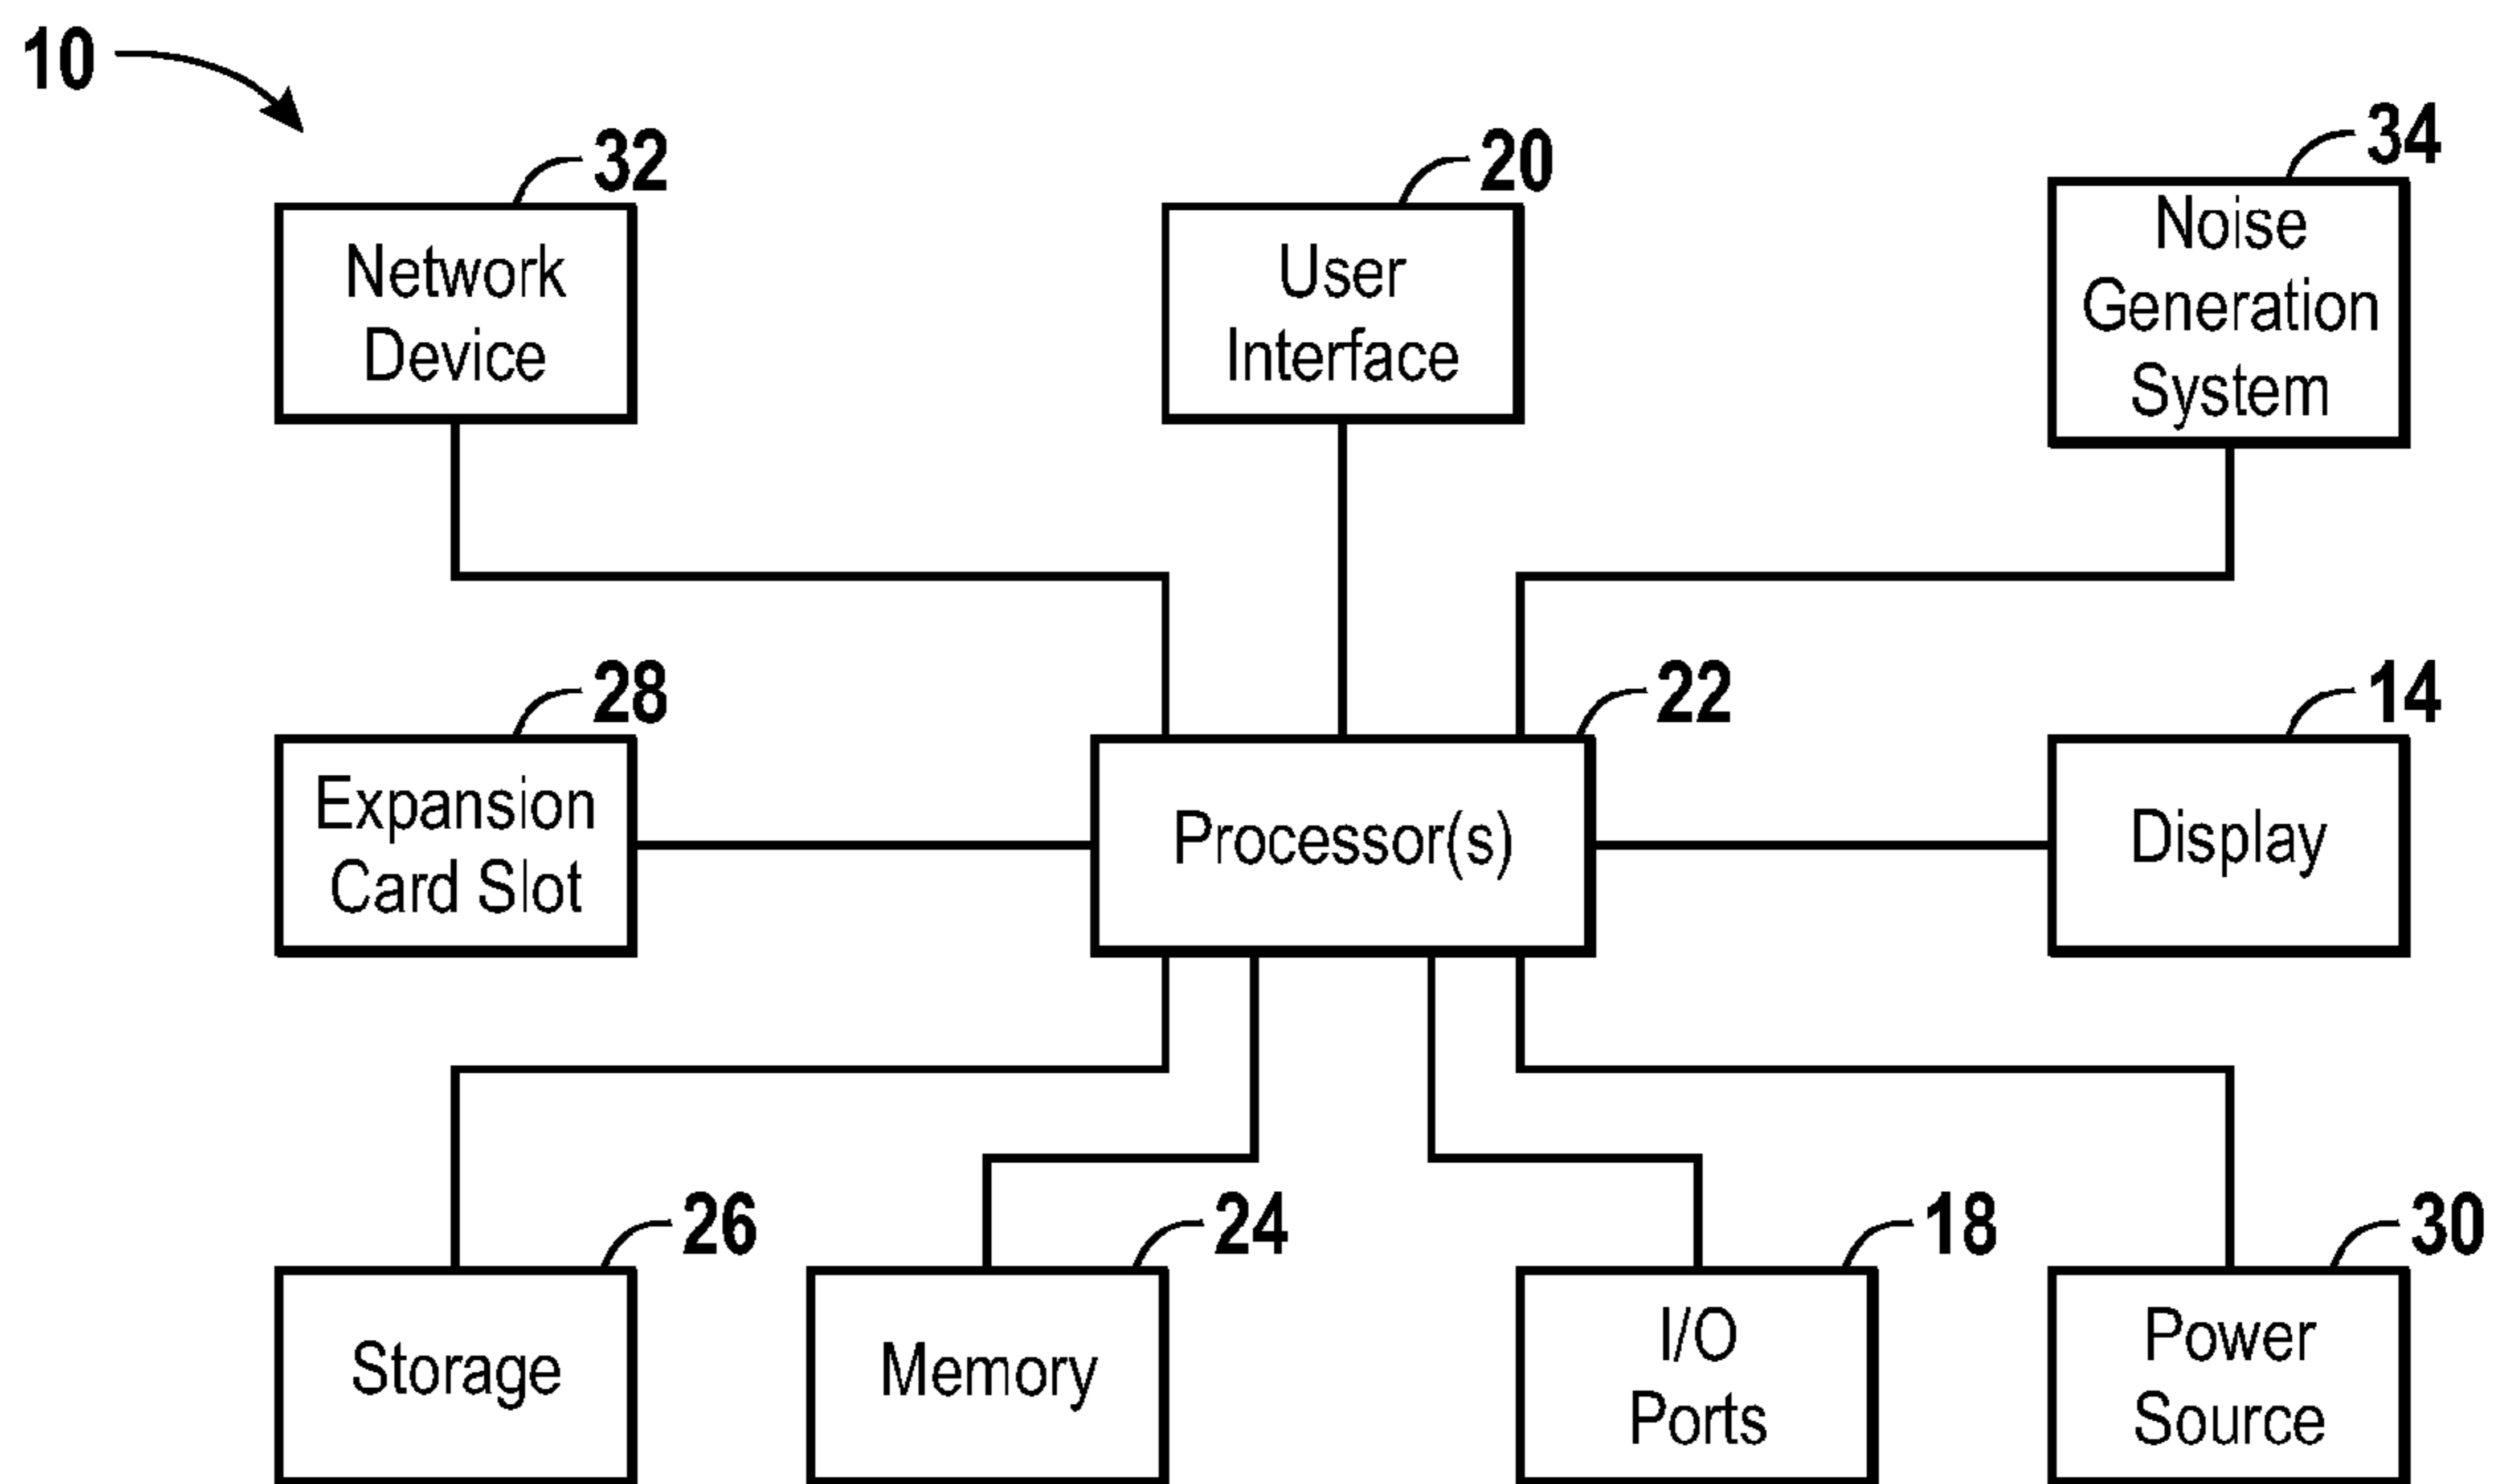 10
32
Network
Device
20
User
Interface
34
Noise
Generation
System
28
Expansion
Card Slot
22
Processor(s)
14
Display
26
Storage
24
Memory
18
I/O
Ports
30
Power
Source